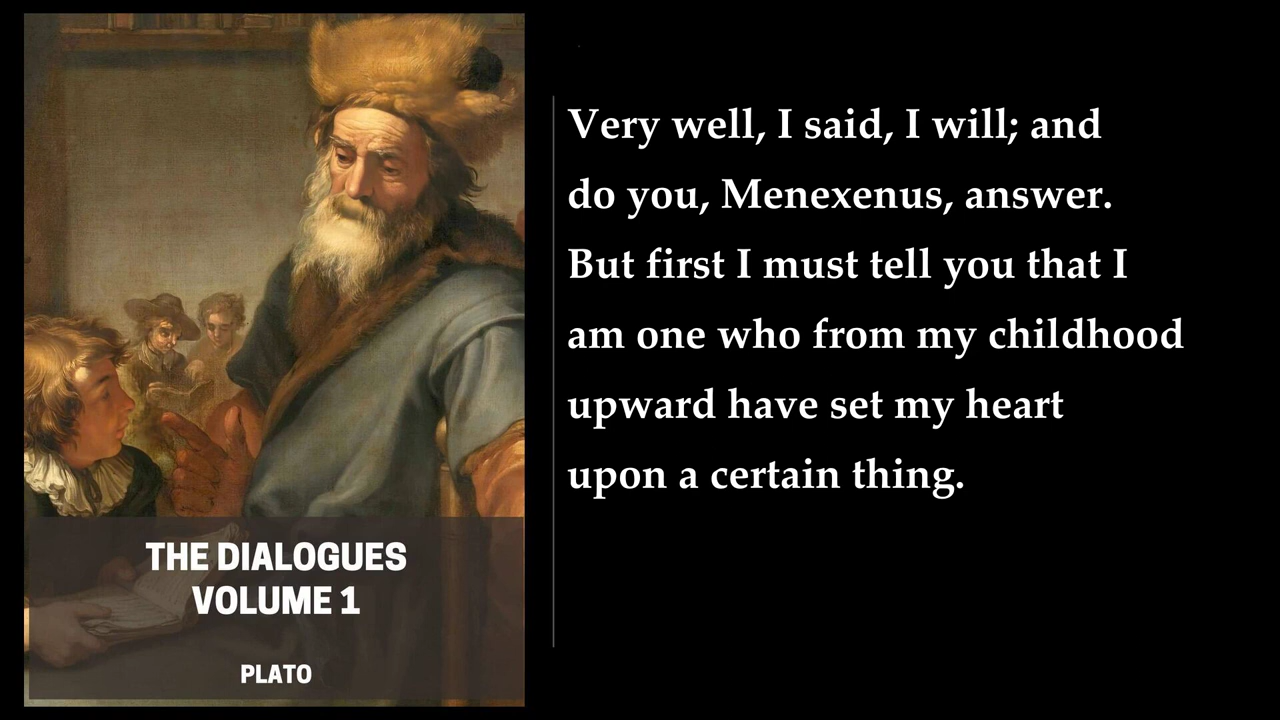 Very well, I said, I will; and
do you, Menexenus, answer.
But first I must tell you that I
am one who from my childhood
upward have set my heart
upon a certain thing.
THE DIALOGUES
VOLUME 1
PLATO